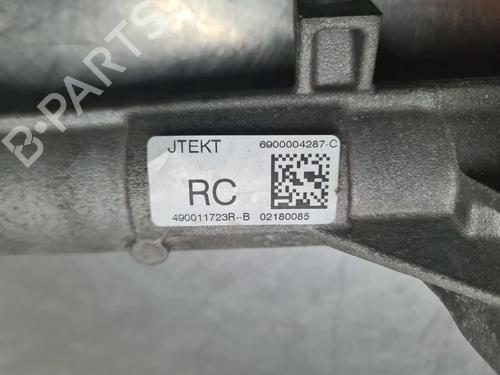 JTEKT 6900004287-C
RC
490011723R--B 02180085
B-PARTS